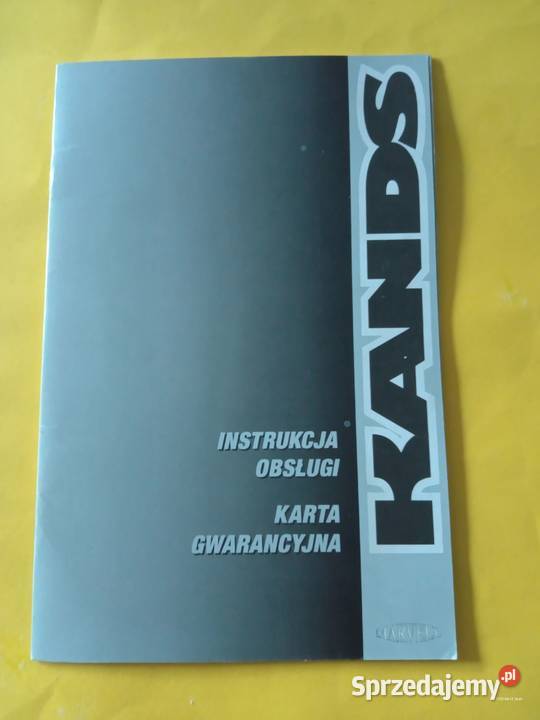 KANDS
INSTRUKCJA
OBSŁUGI
KARTA
GWARANCYJNA
Sprzedajemy.pl